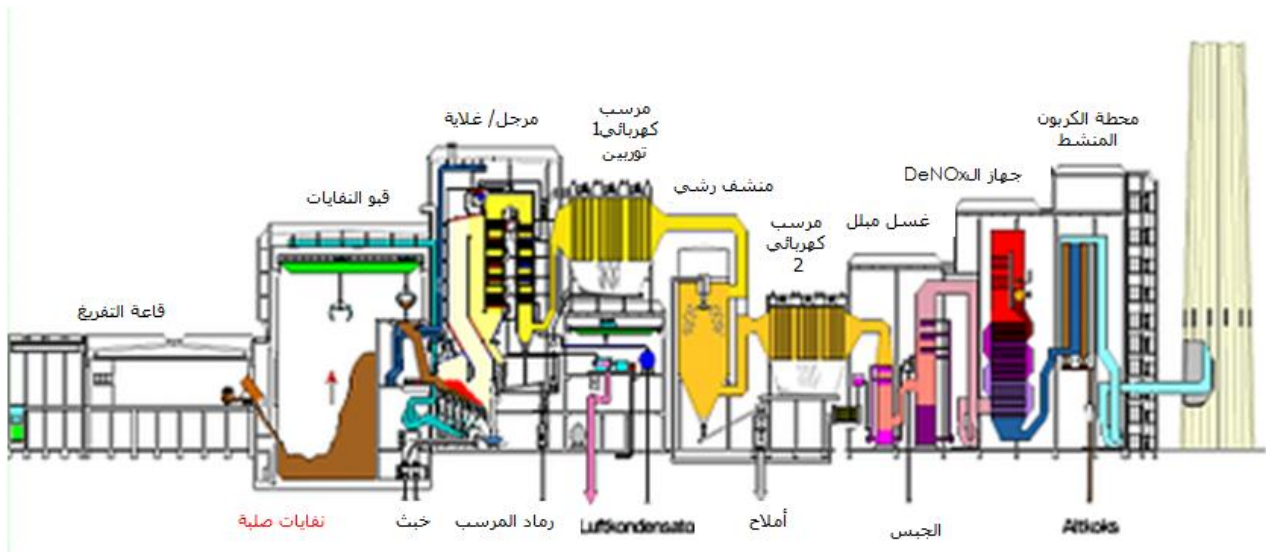 محطة الكربون
المنشط
جهاز الـDeNOx
غسل مبلل
مرسب
كهربائي
2
منشف رشي
مرسب
كهربائي1
توربين
مرجل/ غلاية
قبو النفايات
قاعة التفريغ
نفايات صلبة
خبث
رماد المرسب
Luftkondensato
أملاح
الجبس
Altkoks